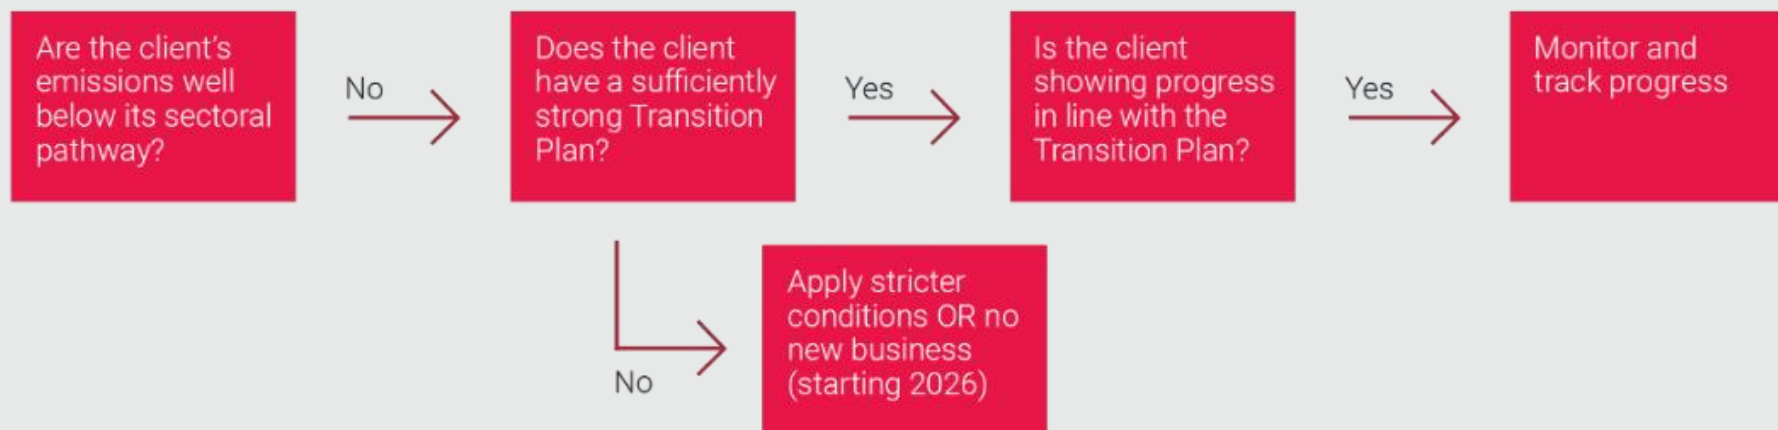 Are the client's
emissions well
below its sectoral
pathway?
No
Does the client
have a sufficiently
strong Transition
Plan?
Yes
Is the client
showing progress
in line with the
Transition Plan?
Yes
Monitor and
track progress
No
Apply stricter
conditions OR no
new business
(starting 2026)